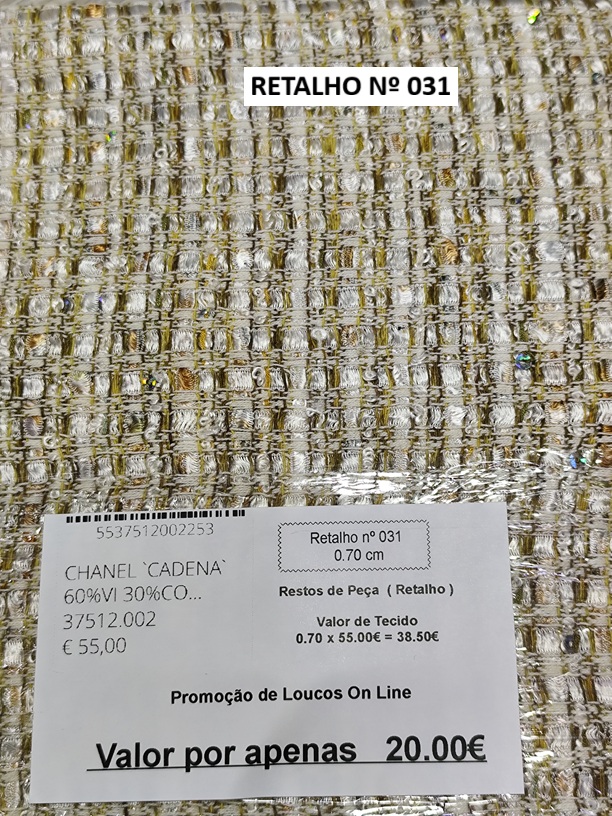 RETALHO Nº 031
5537512002253
CHANEL `CADENA`
60%VI 30%CO...
37512.002
€ 55,00
Retalho nº 031
0.70 cm
Restos de Peça ( Retalho )
Valor de Tecido
0.70 x 55.00€ = 38.50€
Promoção de Loucos On Line
Valor por apenas 20.00€